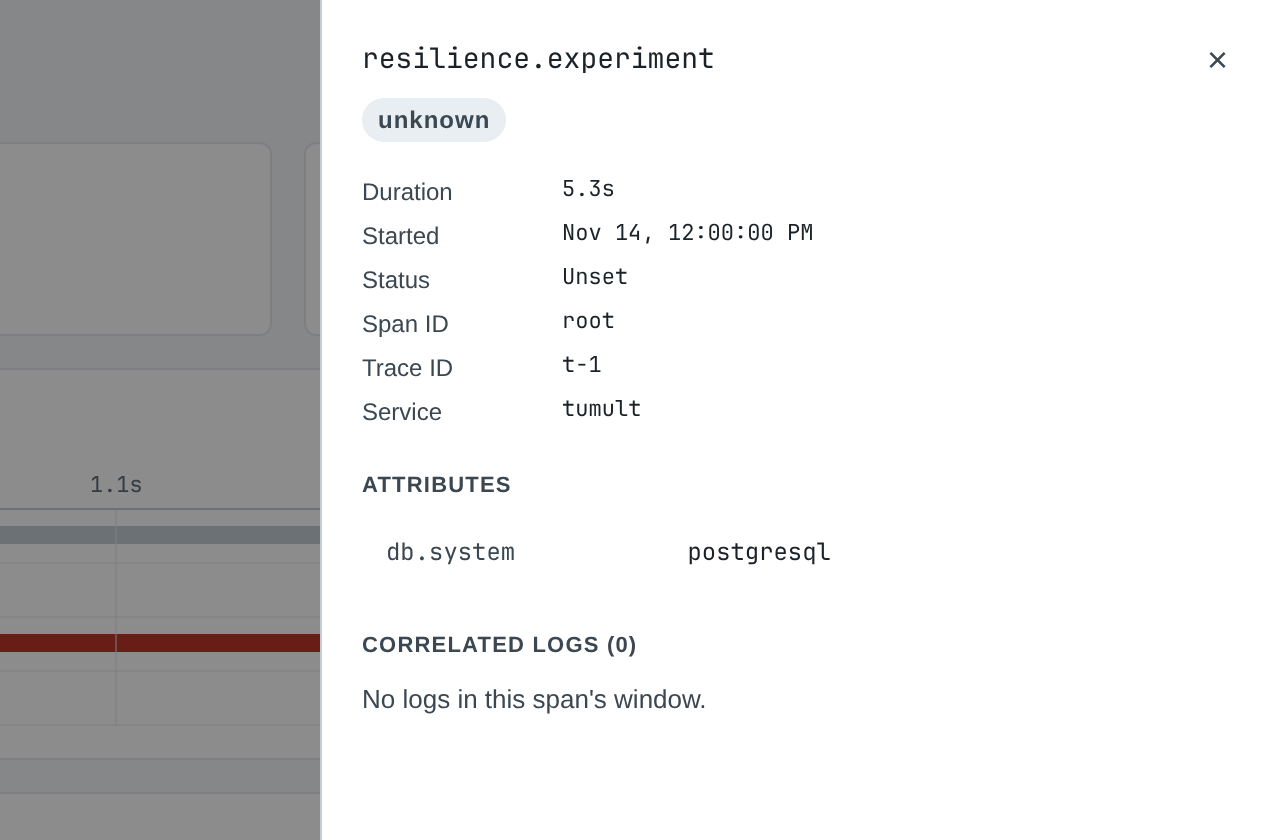 resilience.experiment ×
unknown
Duration 5.3s
Started Nov 14, 12:00:00 PM
Status Unset
Span ID root
Trace ID t-1
Service tumult
1.1s
ATTRIBUTES
db.system postgresql
CORRELATED LOGS (0)
No logs in this span's window.